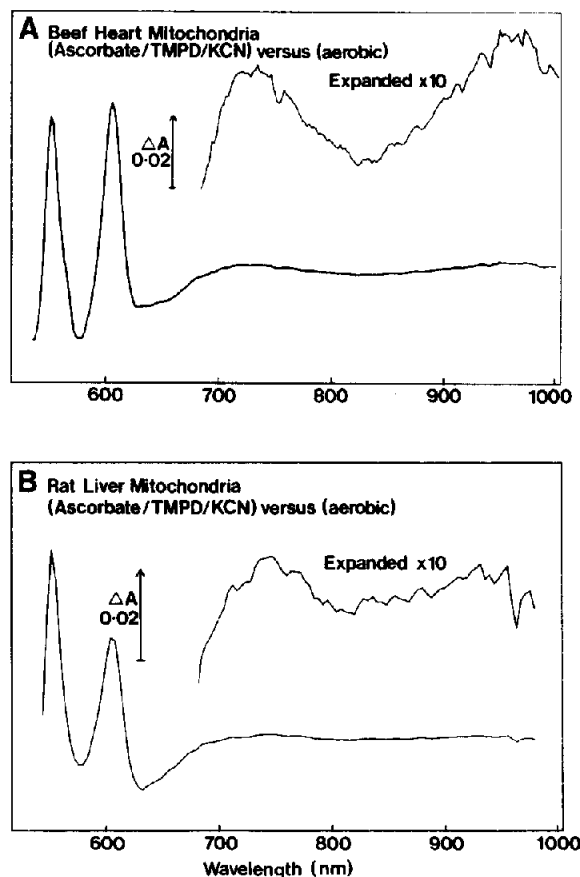 A Beef Heart Mitochondria
(Ascorbate/TMPD/KCN) versus (aerobic)
Expanded x10
ΔA
0·02
600 700 800 900 1000
B Rat Liver Mitochondria
(Ascorbate/TMPD/KCN) versus (aerobic)
Expanded x10
ΔA
0·02
600 700 800 900 1000
Wavelength (nm)